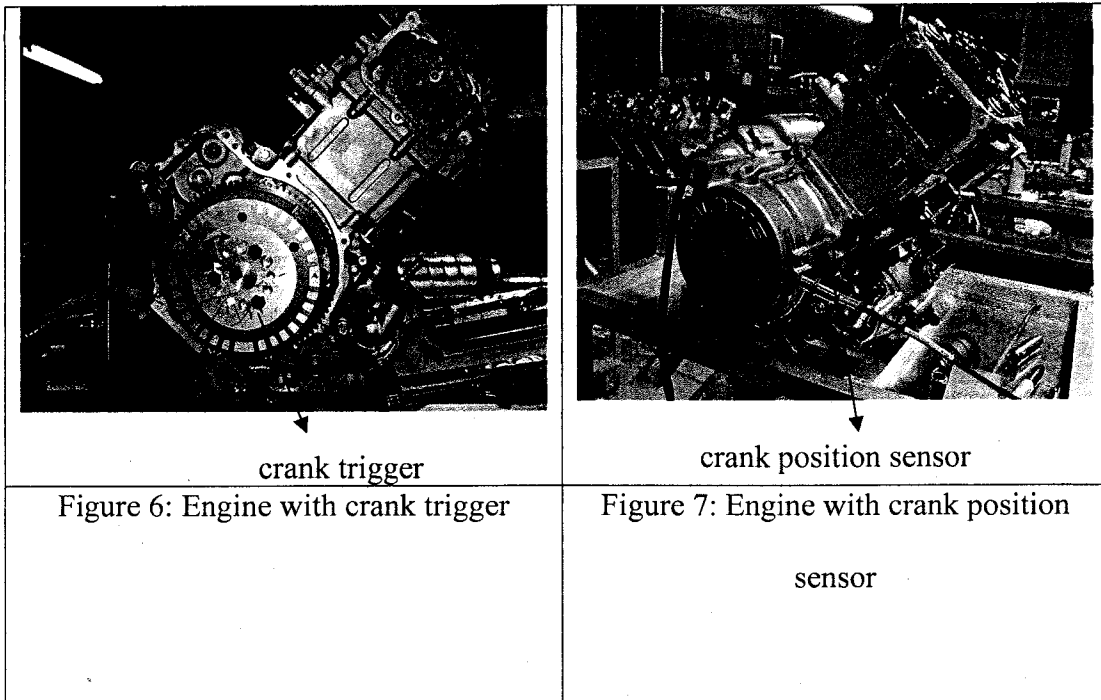 crank trigger
crank position sensor
Figure 6: Engine with crank trigger
Figure 7: Engine with crank position
sensor